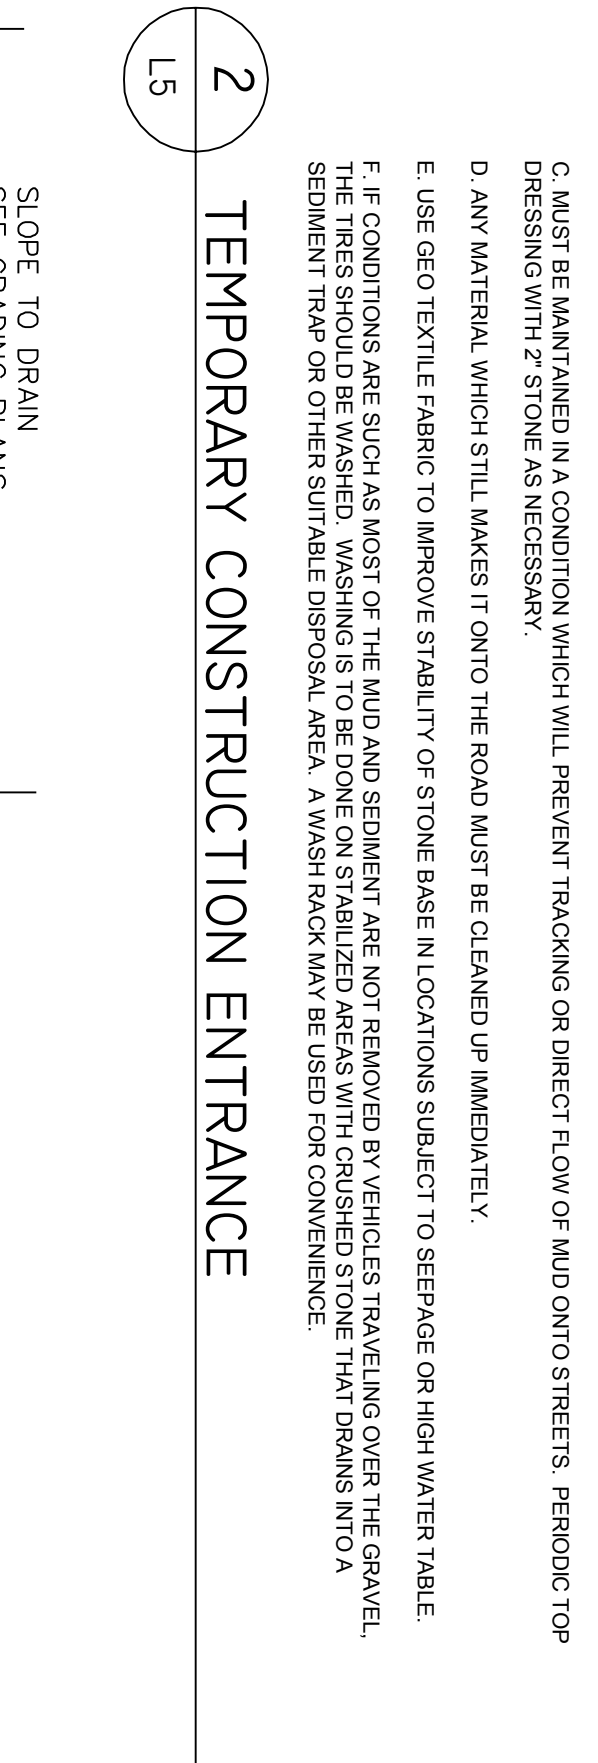 C. MUST BE MAINTAINED IN A CONDITION WHICH WILL PREVENT TRACKING OR DIRECT FLOW OF MUD ONTO STREETS. PERIODIC TOP
DRESSING WITH 2" STONE AS NECESSARY.
D. ANY MATERIAL WHICH STILL MAKES IT ONTO THE ROAD MUST BE CLEANED UP IMMEDIATELY.
E. USE GEO TEXTILE FABRIC TO IMPROVE STABILITY OF STONE BASE IN LOCATIONS SUBJECT TO SEEPAGE OR HIGH WATER TABLE.
F. IF CONDITIONS ARE SUCH AS MOST OF THE MUD AND SEDIMENT ARE NOT REMOVED BY VEHICLES TRAVELING OVER THE GRAVEL,
THE TIRES SHOULD BE WASHED. WASHING IS TO BE DONE ON STABILIZED AREAS WITH CRUSHED STONE THAT DRAINS INTO A
SEDIMENT TRAP OR OTHER SUITABLE DISPOSAL AREA. A WASH RACK MAY BE USED FOR CONVENIENCE.
2
TEMPORARY CONSTRUCTION ENTRANCE
L5
SLOPE TO DRAIN
SEE GRADING PLANS